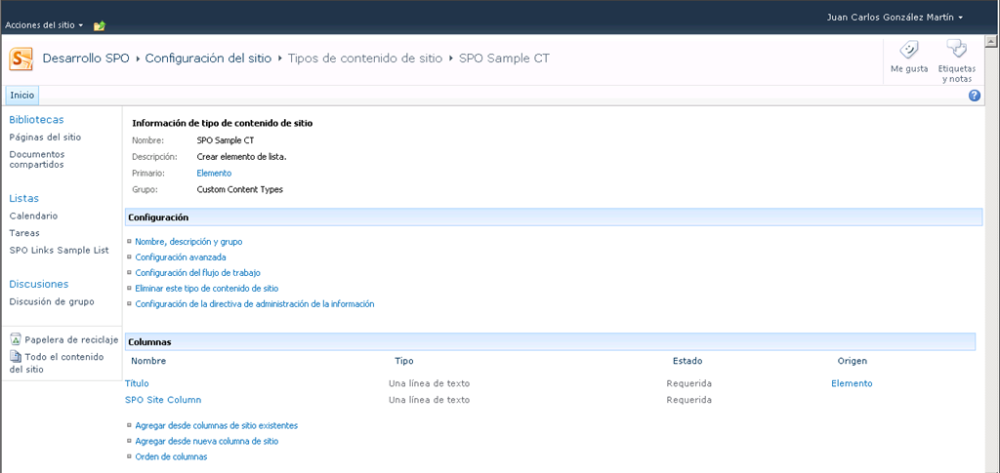 Acciones del sitio
Juan Carlos González Martín
Desarrollo SPO Configuración del sitio Tipos de contenido de sitio SPO Sample CT
Me gusta
Etiquetas
y notas
Inicio
Bibliotecas
Páginas del sitio
Documentos
compartidos
Listas
Calendario
Tareas
SPO Links Sample List
Discusiones
Discusión de grupo
Papelera de reciclaje
Todo el contenido
del sitio
Información de tipo de contenido de sitio
Nombre: SPO Sample CT
Descripción: Crear elemento de lista.
Primario: Elemento
Grupo: Custom Content Types
Configuración
Nombre, descripción y grupo
Configuración avanzada
Configuración del flujo de trabajo
Eliminar este tipo de contenido de sitio
Configuración de la directiva de administración de la información
Columnas
Nombre Tipo Estado Origen
Título Una línea de texto Requerida Elemento
SPO Site Column Una línea de texto Requerida
Agregar desde columnas de sitio existentes
Agregar desde nueva columna de sitio
Orden de columnas